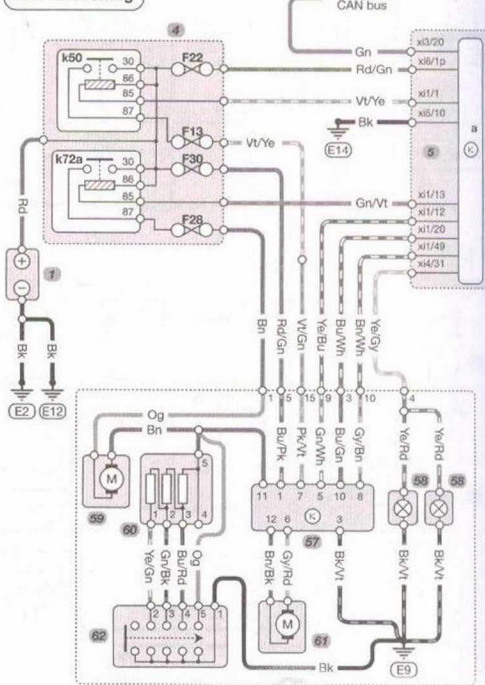 CAN bus
4
k50
30
86
85
87
F22
F13
F30
F28
k72a
30
86
85
87
Gn
Rd/Gn
Vt/Ye
Bk
E14
Vt/Ye
Gn/Vt
xi3/20
xi6/1p
xi1/1
xi5/10
a
K
5
xi1/13
xi1/12
xi1/20
xi1/49
xi4/31
Rd
+
−
1
Bk
Bk
E2
E12
Bn
Rd/Gn
Vt/Gn
Ye/Bu
Bu/Wh
Bn/Wh
Ye/Gy
1
5
15
9
3
10
4
Og
Bn
Bu/Pk
Pk/Vt
Gn/Wh
Bu/Gn
Gy/Bn
Ye/Rd
Ye/Rd
M
59
5
1
2
3
4
60
11
1
7
5
10
8
K
12
6
3
57
58
58
Ye/Gn
Gn/Bk
Bu/Rd
Og
Bn/Bk
Gy/Rd
Bk/Vt
Bk/Vt
Bk/Vt
2
3
4
5
1
62
M
61
Bk
E9